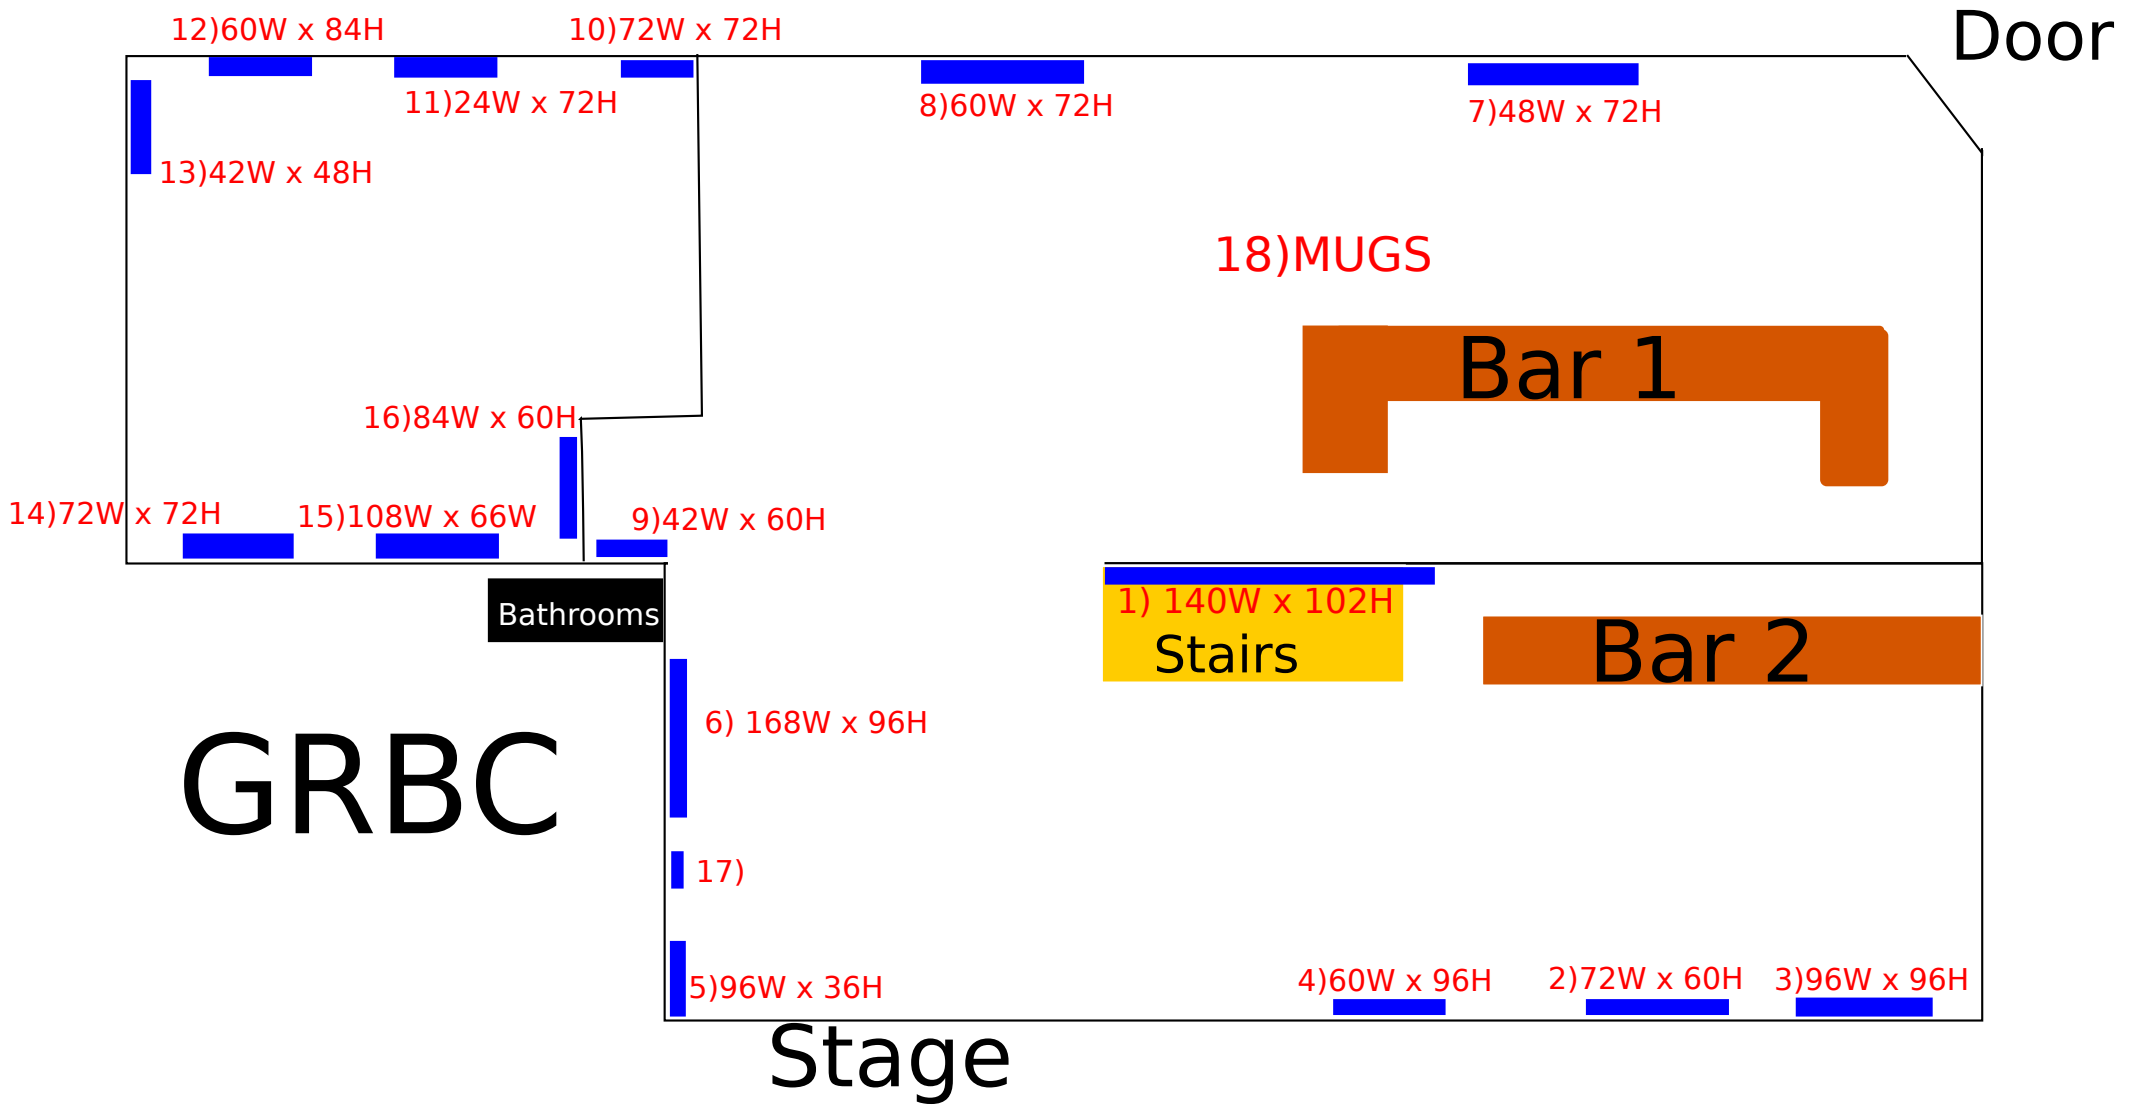 Door
12)60W x 84H
10)72W x 72H
11)24W x 72H
8)60W x 72H
7)48W x 72H
13)42W x 48H
18)MUGS
Bar 1
16)84W x 60H
14)72W x 72H
15)108W x 66W
9)42W x 60H
1) 140W x 102H
Bathrooms
Stairs
Bar 2
6) 168W x 96H
GRBC
17)
5)96W x 36H
4)60W x 96H
2)72W x 60H
3)96W x 96H
Stage